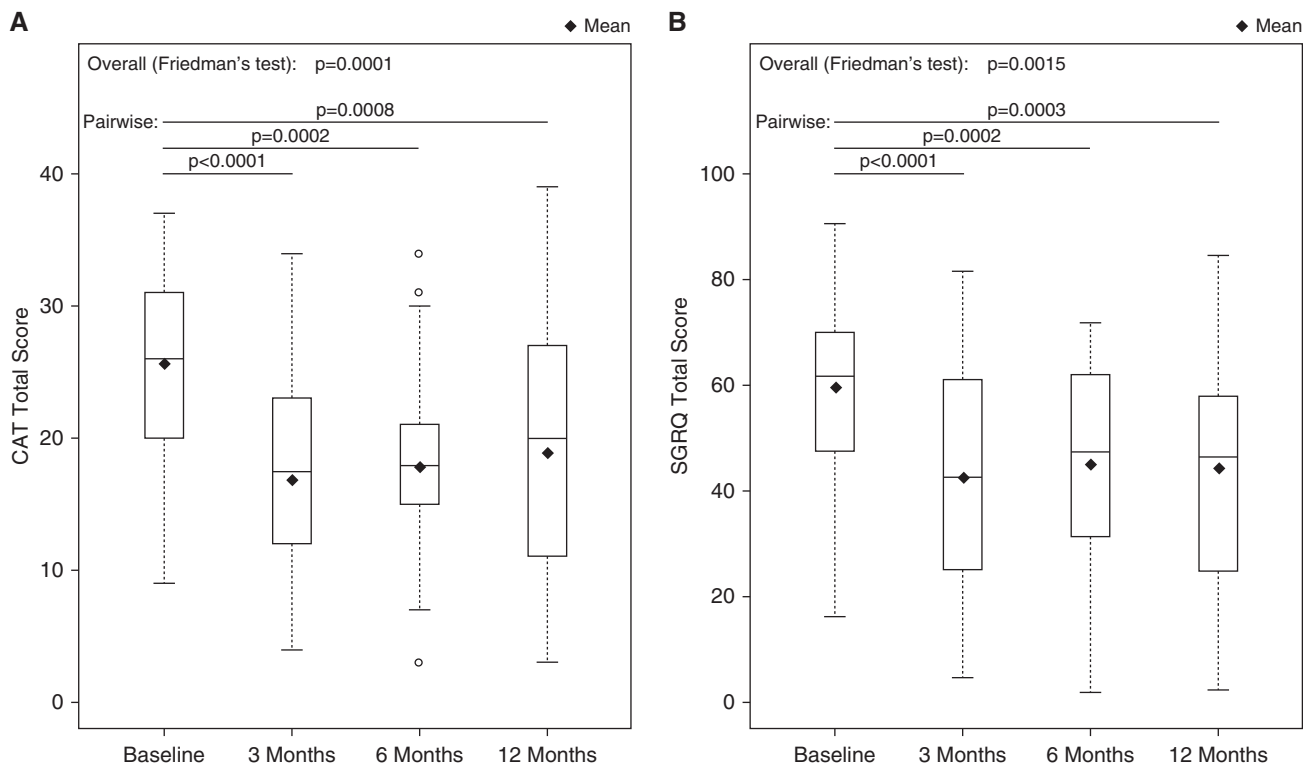 A
◆ Mean
Overall (Friedman’s test): p=0.0001
p=0.0008
Pairwise:
p=0.0002
p<0.0001
40
30
20
10
0
CAT Total Score
Baseline 3 Months 6 Months 12 Months
B
◆ Mean
Overall (Friedman’s test): p=0.0015
p=0.0003
Pairwise:
p=0.0002
p<0.0001
100
80
60
40
20
0
SGRQ Total Score
Baseline 3 Months 6 Months 12 Months